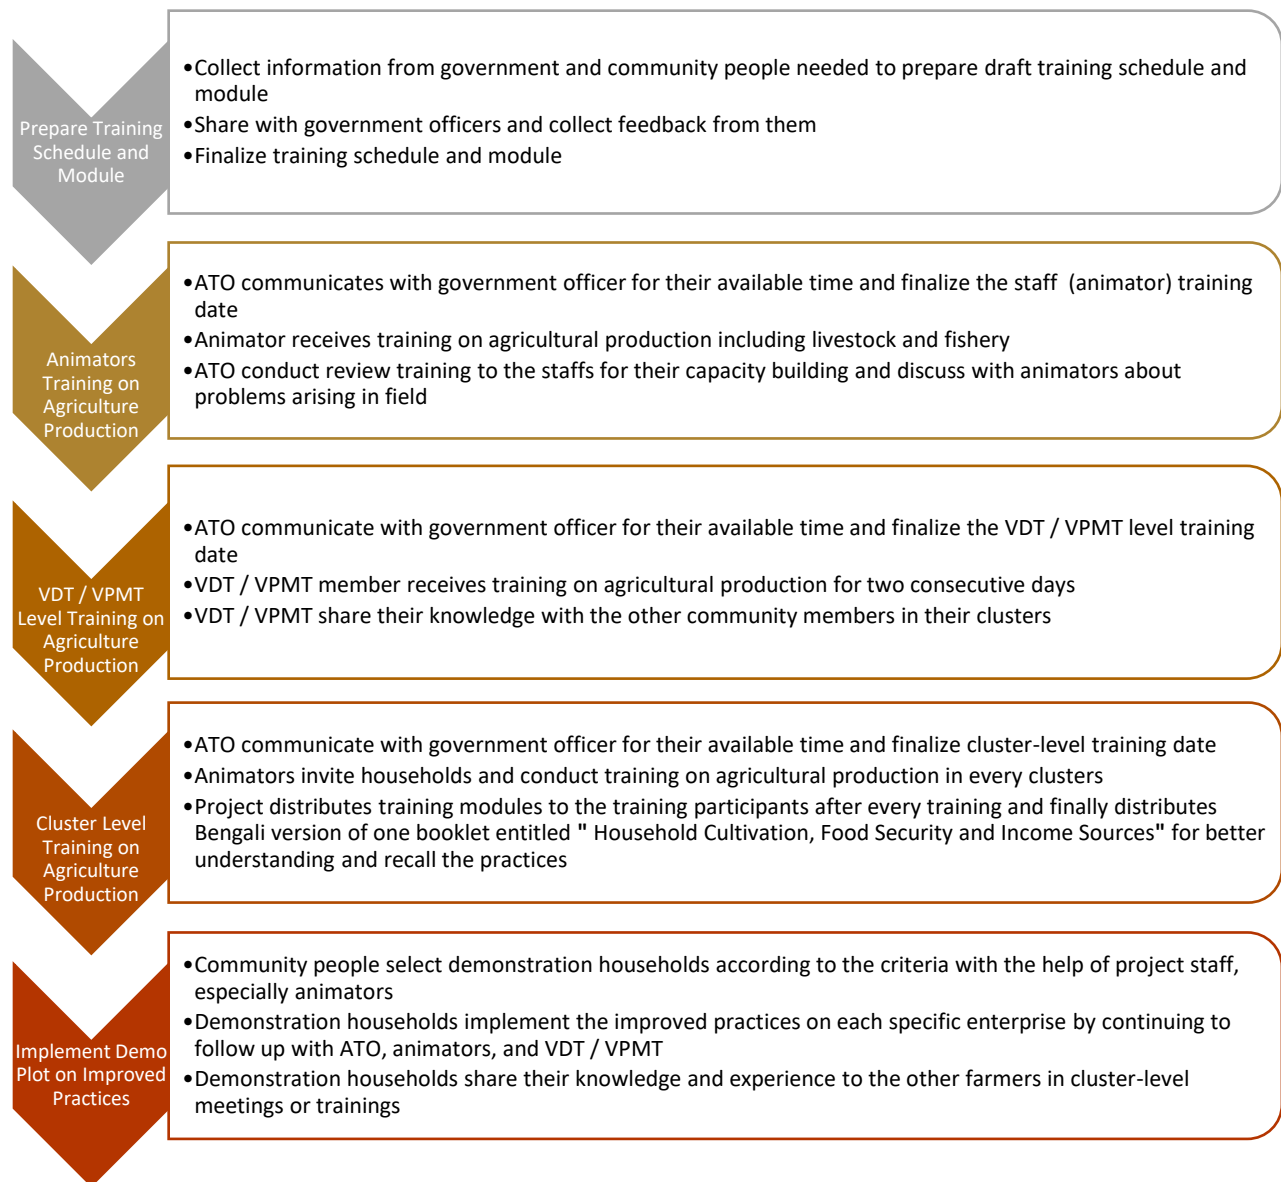 Prepare Training
Schedule and
Module
•Collect information from government and community people needed to prepare draft training schedule and
module
•Share with government officers and collect feedback from them
•Finalize training schedule and module
Animators
Training on
Agriculture
Production
•ATO communicates with government officer for their available time and finalize the staff (animator) training
date
•Animator receives training on agricultural production including livestock and fishery
•ATO conduct review training to the staffs for their capacity building and discuss with animators about
problems arising in field
VDT / VPMT
Level Training on
Agriculture
Production
•ATO communicate with government officer for their available time and finalize the VDT / VPMT level training
date
•VDT / VPMT member receives training on agricultural production for two consecutive days
•VDT / VPMT share their knowledge with the other community members in their clusters
Cluster Level
Training on
Agriculture
Production
•ATO communicate with government officer for their available time and finalize cluster-level training date
•Animators invite households and conduct training on agricultural production in every clusters
•Project distributes training modules to the training participants after every training and finally distributes
Bengali version of one booklet entitled " Household Cultivation, Food Security and Income Sources" for better
understanding and recall the practices
Implement Demo
Plot on Improved
Practices
•Community people select demonstration households according to the criteria with the help of project staff,
especially animators
•Demonstration households implement the improved practices on each specific enterprise by continuing to
follow up with ATO, animators, and VDT / VPMT
•Demonstration households share their knowledge and experience to the other farmers in cluster-level
meetings or trainings